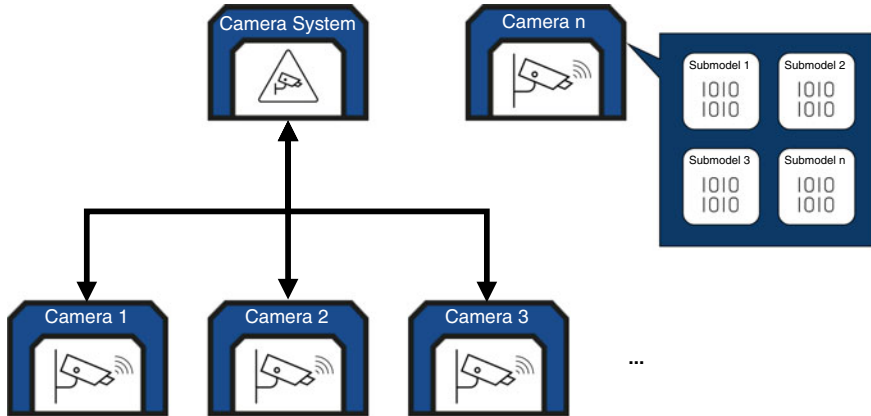 Camera System
Camera n
Submodel 1
Submodel 2
1010
1010
1010
1010
Submodel 3
Submodel n
1010
1010
1010
1010
Camera 1
Camera 2
Camera 3
...